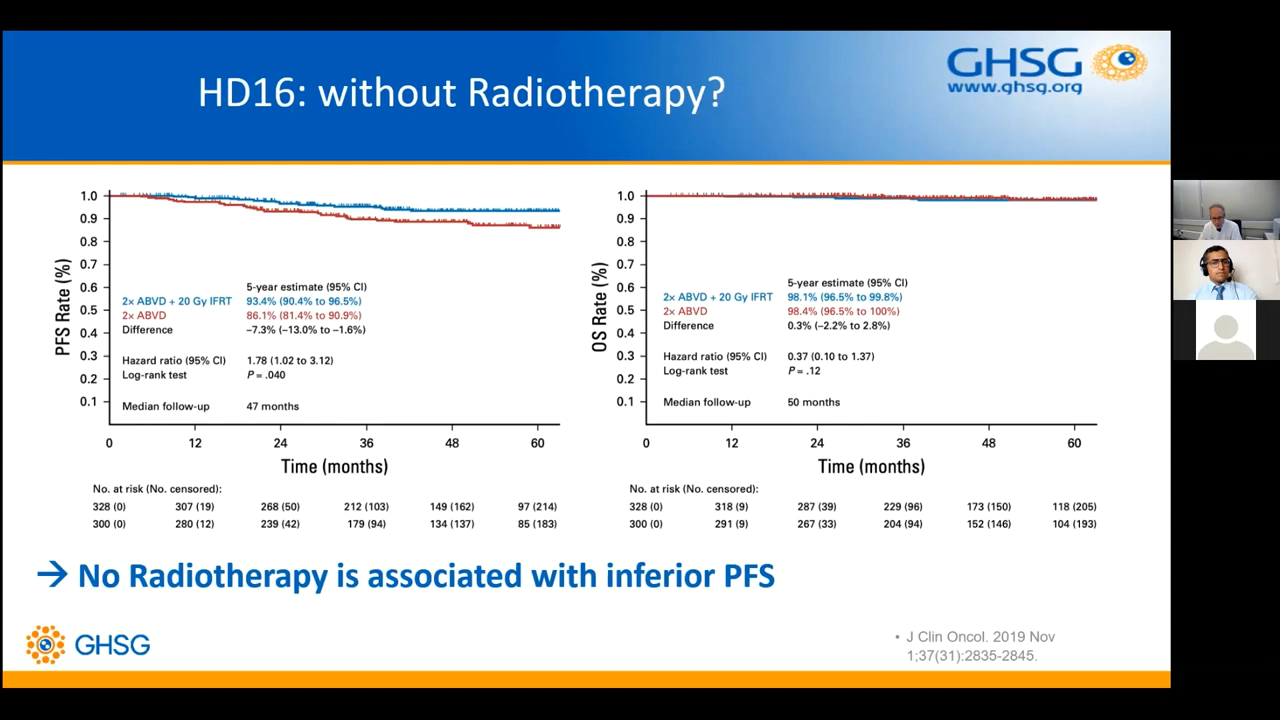 HD16: without Radiotherapy?
GHSG
www.ghsg.org
PFS Rate (%)
1.0
0.9
0.8
0.7
0.6
0.5
0.4
0.3
0.2
0.1
5-year estimate (95% CI)
2× ABVD + 20 Gy IFRT 93.4% (90.4% to 96.5%)
2× ABVD 86.1% (81.4% to 90.9%)
Difference –7.3% (–13.0% to –1.6%)
Hazard ratio (95% CI) 1.78 (1.02 to 3.12)
Log-rank test P = .040
Median follow-up 47 months
0 12 24 36 48 60
Time (months)
No. at risk (No. censored):
328 (0) 307 (19) 268 (50) 212 (103) 149 (162) 97 (214)
300 (0) 280 (12) 239 (42) 179 (94) 134 (137) 85 (183)
OS Rate (%)
1.0
0.9
0.8
0.7
0.6
0.5
0.4
0.3
0.2
0.1
5-year estimate (95% CI)
2× ABVD + 20 Gy IFRT 98.1% (96.5% to 99.8%)
2× ABVD 98.4% (96.5% to 100%)
Difference 0.3% (–2.2% to 2.8%)
Hazard ratio (95% CI) 0.37 (0.10 to 1.37)
Log-rank test P = .12
Median follow-up 50 months
0 12 24 36 48 60
Time (months)
No. at risk (No. censored):
328 (0) 318 (9) 287 (39) 229 (96) 173 (150) 118 (205)
300 (0) 291 (9) 267 (33) 204 (94) 152 (146) 104 (193)
→ No Radiotherapy is associated with inferior PFS
GHSG
• J Clin Oncol. 2019 Nov
1;37(31):2835-2845.